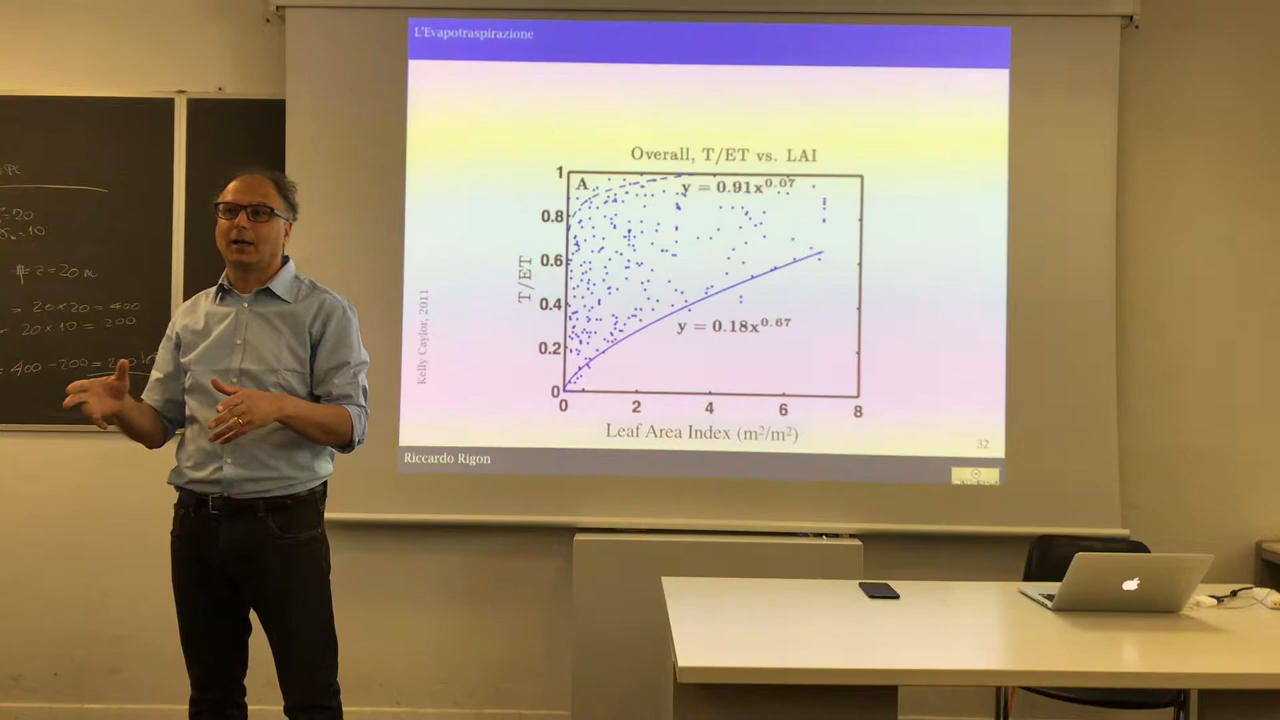 L'Evapotraspirazione
Overall, T/ET vs. LAI
A
y = 0.91x^0.07
y = 0.18x^0.67
1
0.8
0.6
0.4
0.2
0
0 2 4 6 8
T/ET
Leaf Area Index (m²/m²)
Kelly Caylor, 2011
32
Riccardo Rigon
=20
=10
z=20 m
= 20×20=400
20×10=200
= 400-200=